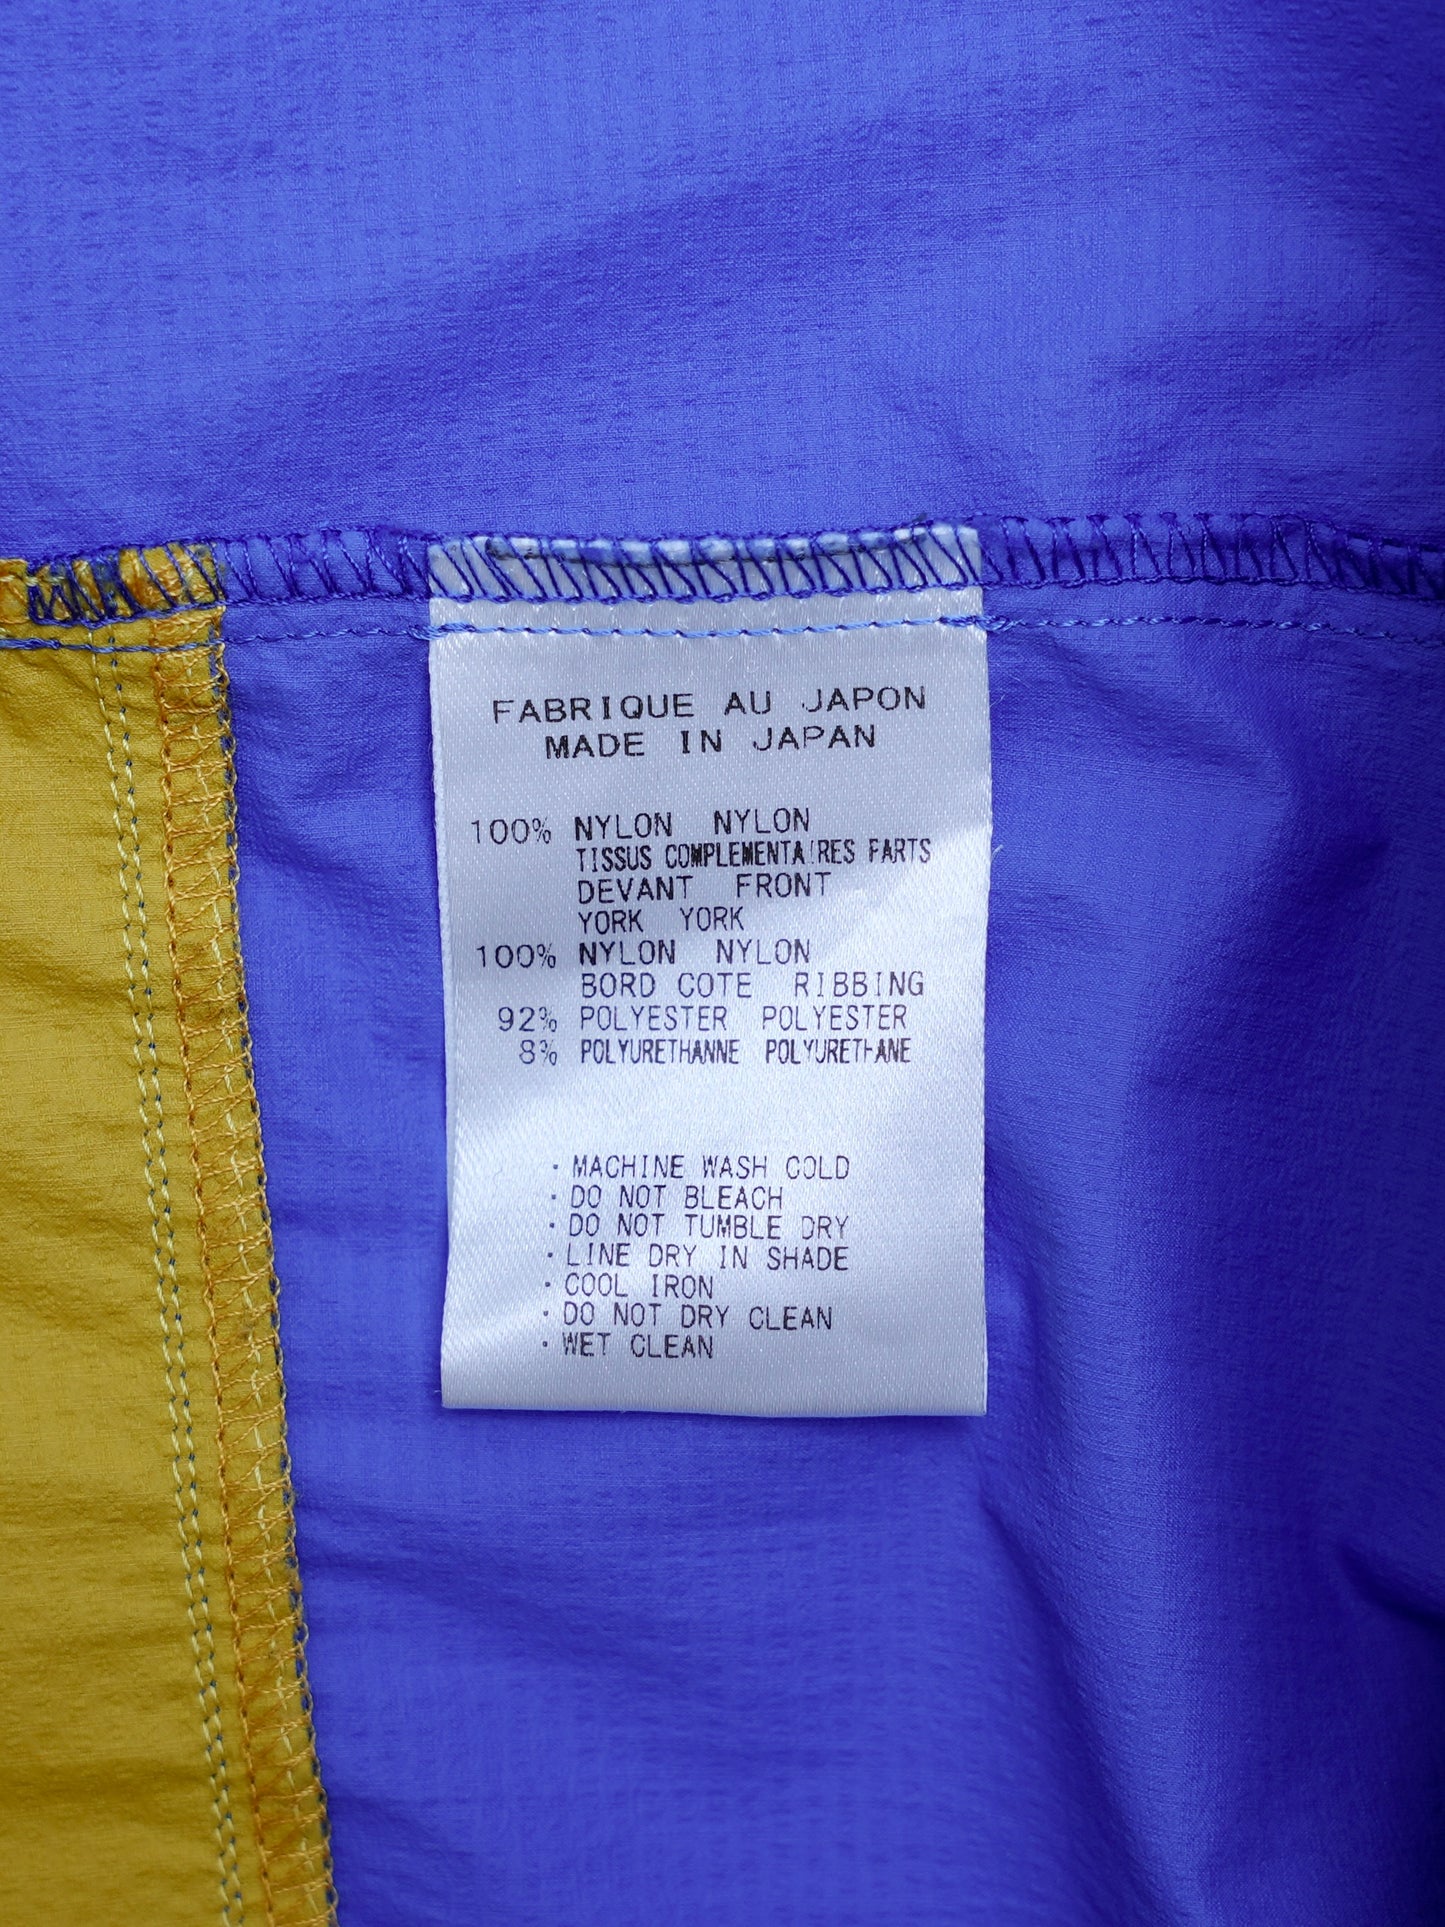 FABRIQUE AU JAPON
MADE IN JAPAN
100% NYLON NYLON
TISSUS COMPLEMENTAIRES FARTS
DEVANT FRONT
YORK YORK
100% NYLON NYLON
BORD COTE RIBBING
92% POLYESTER POLYESTER
8% POLYURETHANNE POLYURETHANE
・MACHINE WASH COLD
・DO NOT BLEACH
・DO NOT TUMBLE DRY
・LINE DRY IN SHADE
・COOL IRON
・DO NOT DRY CLEAN
・WET CLEAN